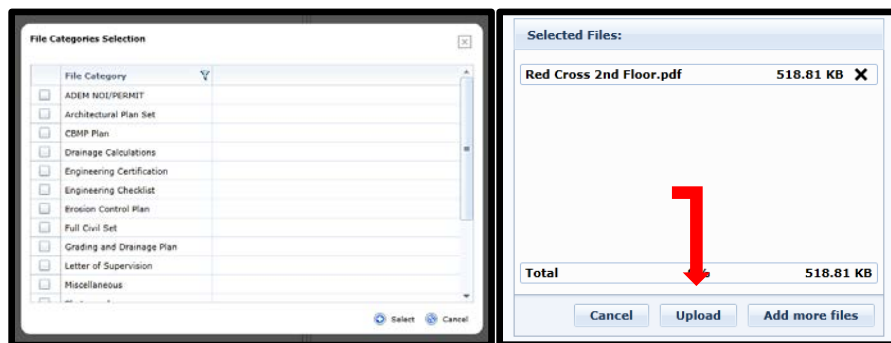 File Categories Selection
File Category
ADEM NOI/PERMIT
Architectural Plan Set
CBMP Plan
Drainage Calculations
Engineering Certification
Engineering Checklist
Erosion Control Plan
Full Civil Set
Grading and Drainage Plan
Letter of Supervision
Miscellaneous
Select Cancel
Selected Files:
Red Cross 2nd Floor.pdf 518.81 KB
Total 518.81 KB
Cancel Upload Add more files